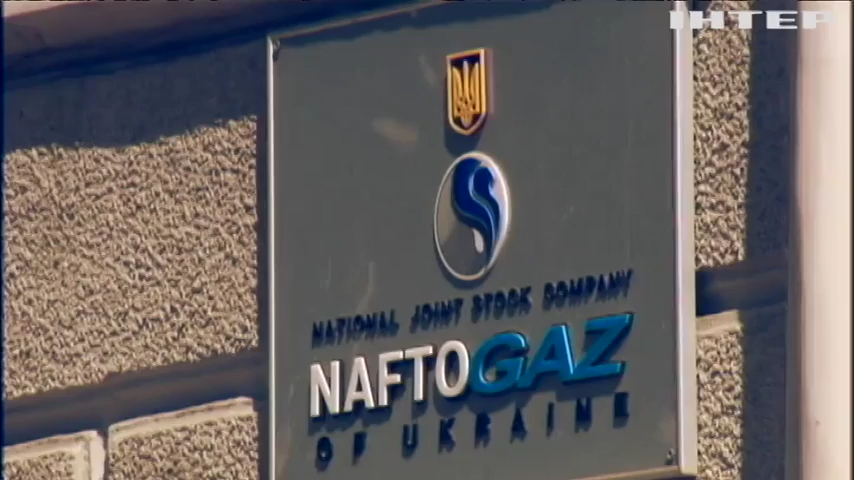 ІНТЕР
NATIONAL JOINT STOCK COMPANY
NAFTOGAZ
OF UKRAINE